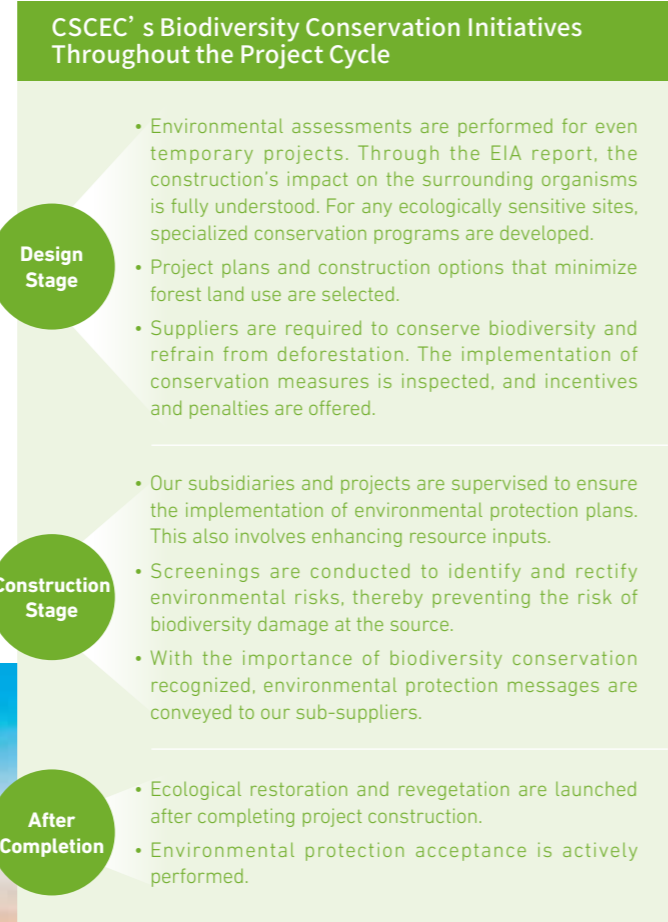 CSCEC’s Biodiversity Conservation Initiatives
Throughout the Project Cycle
Design
Stage
• Environmental assessments are performed for even
temporary projects. Through the EIA report, the
construction's impact on the surrounding organisms
is fully understood. For any ecologically sensitive sites,
specialized conservation programs are developed.
• Project plans and construction options that minimize
forest land use are selected.
• Suppliers are required to conserve biodiversity and
refrain from deforestation. The implementation of
conservation measures is inspected, and incentives
and penalties are offered.
Construction
Stage
• Our subsidiaries and projects are supervised to ensure
the implementation of environmental protection plans.
This also involves enhancing resource inputs.
• Screenings are conducted to identify and rectify
environmental risks, thereby preventing the risk of
biodiversity damage at the source.
• With the importance of biodiversity conservation
recognized, environmental protection messages are
conveyed to our sub-suppliers.
After
Completion
• Ecological restoration and revegetation are launched
after completing project construction.
• Environmental protection acceptance is actively
performed.